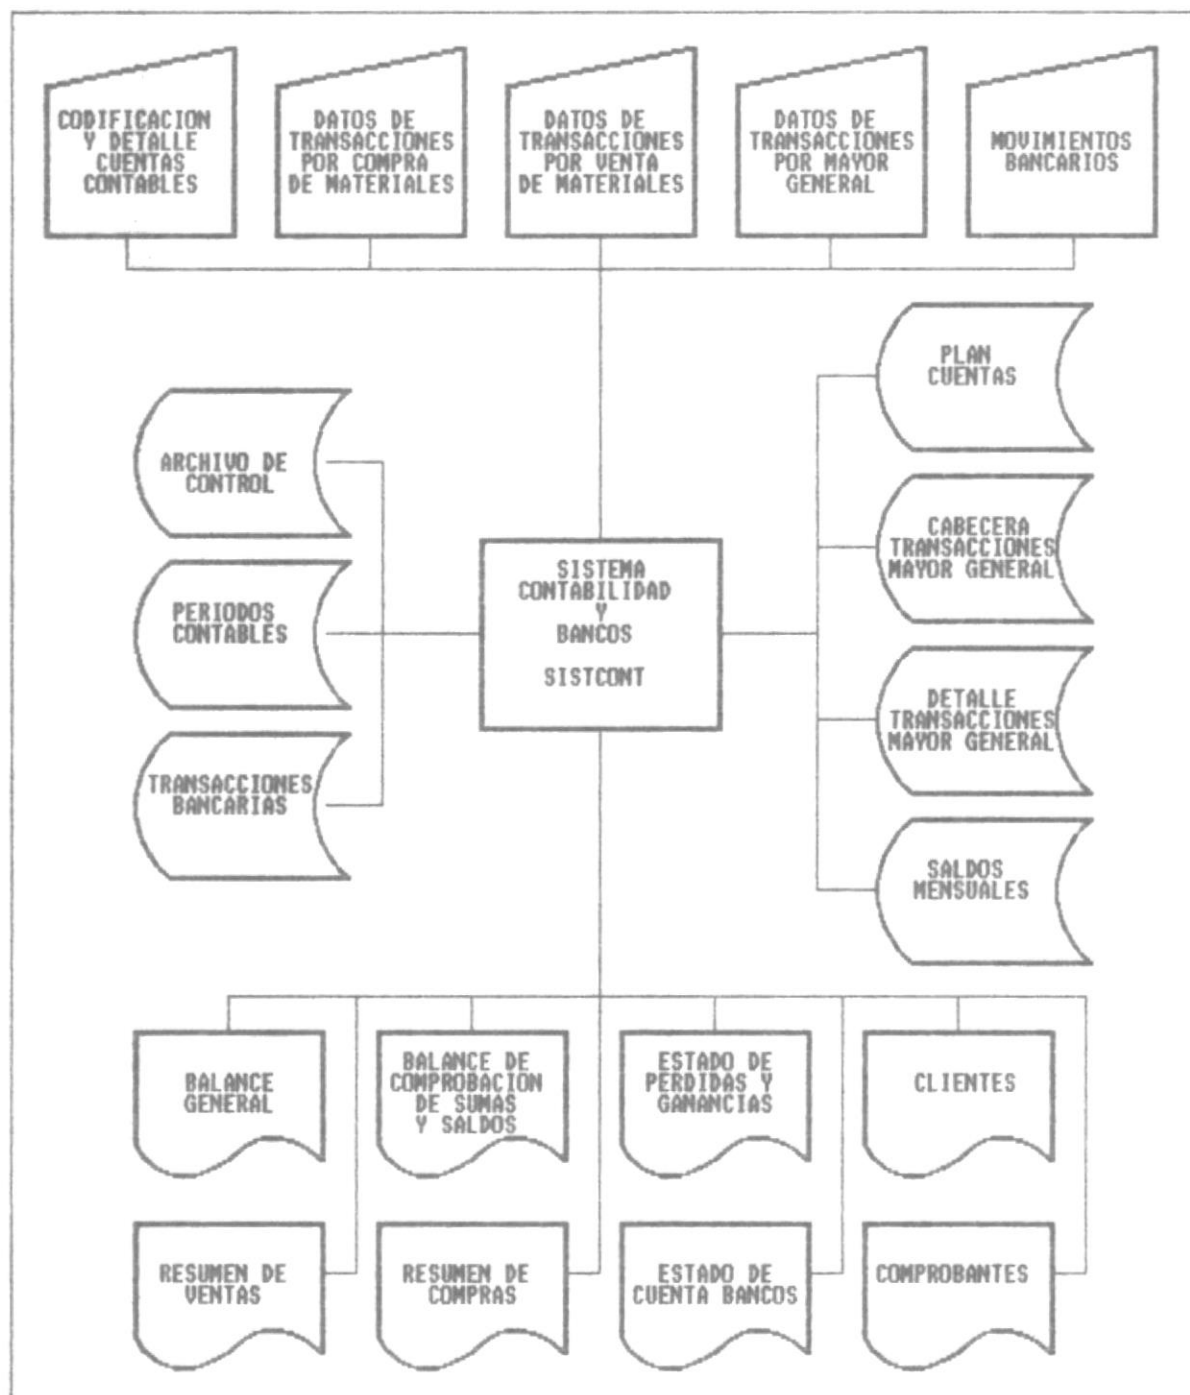 CODIFICACION
Y DETALLE
CUENTAS
CONTABLES
DATOS DE
TRANSACCIONES
POR COMPRA
DE MATERIALES
DATOS DE
TRANSACCIONES
POR VENTA
DE MATERIALES
DATOS DE
TRANSACCIONES
POR MAYOR
GENERAL
MOVIMIENTOS
BANCARIOS
ARCHIVO DE
CONTROL
PERIODOS
CONTABLES
TRANSACCIONES
BANCARIAS
SISTEMA
CONTABILIDAD
Y
BANCOS
SISTCONT
PLAN
CUENTAS
CABECERA
TRANSACCIONES
MAYOR GENERAL
DETALLE
TRANSACCIONES
MAYOR GENERAL
SALDOS
MENSUALES
BALANCE
GENERAL
BALANCE DE
COMPROBACION
DE SUMAS
Y SALDOS
ESTADO DE
PERDIDAS Y
GANANCIAS
CLIENTES
RESUMEN DE
VENTAS
RESUMEN DE
COMPRAS
ESTADO DE
CUENTA BANCOS
COMPROBANTES